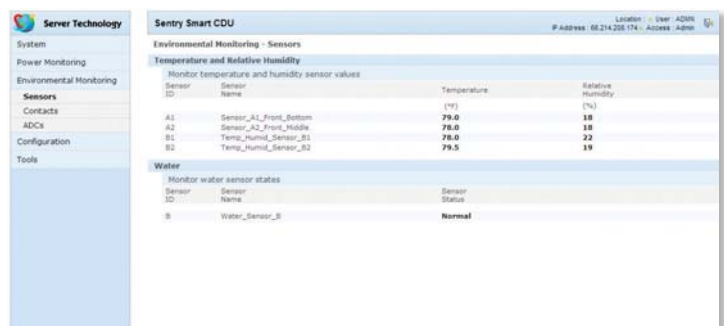 Server Technology
Sentry Smart CDU
Location : User : ADMN
IP Address : 66.214.208.174 Access : Admin
System
Power Monitoring
Environmental Monitoring
Sensors
Contacts
ADCs
Configuration
Tools
Environmental Monitoring - Sensors
Temperature and Relative Humidity
Monitor temperature and humidity sensor values
Sensor ID Sensor Name Temperature Relative Humidity
(°F) (%)
A1 Sensor_A1_Front_Bottom 79.0 18
A2 Sensor_A2_Front_Middle 78.0 18
B1 Temp_Humid_Sensor_B1 78.0 22
B2 Temp_Humid_Sensor_B2 79.5 19
Water
Monitor water sensor states
Sensor ID Sensor Name Sensor Status
B Water_Sensor_B Normal